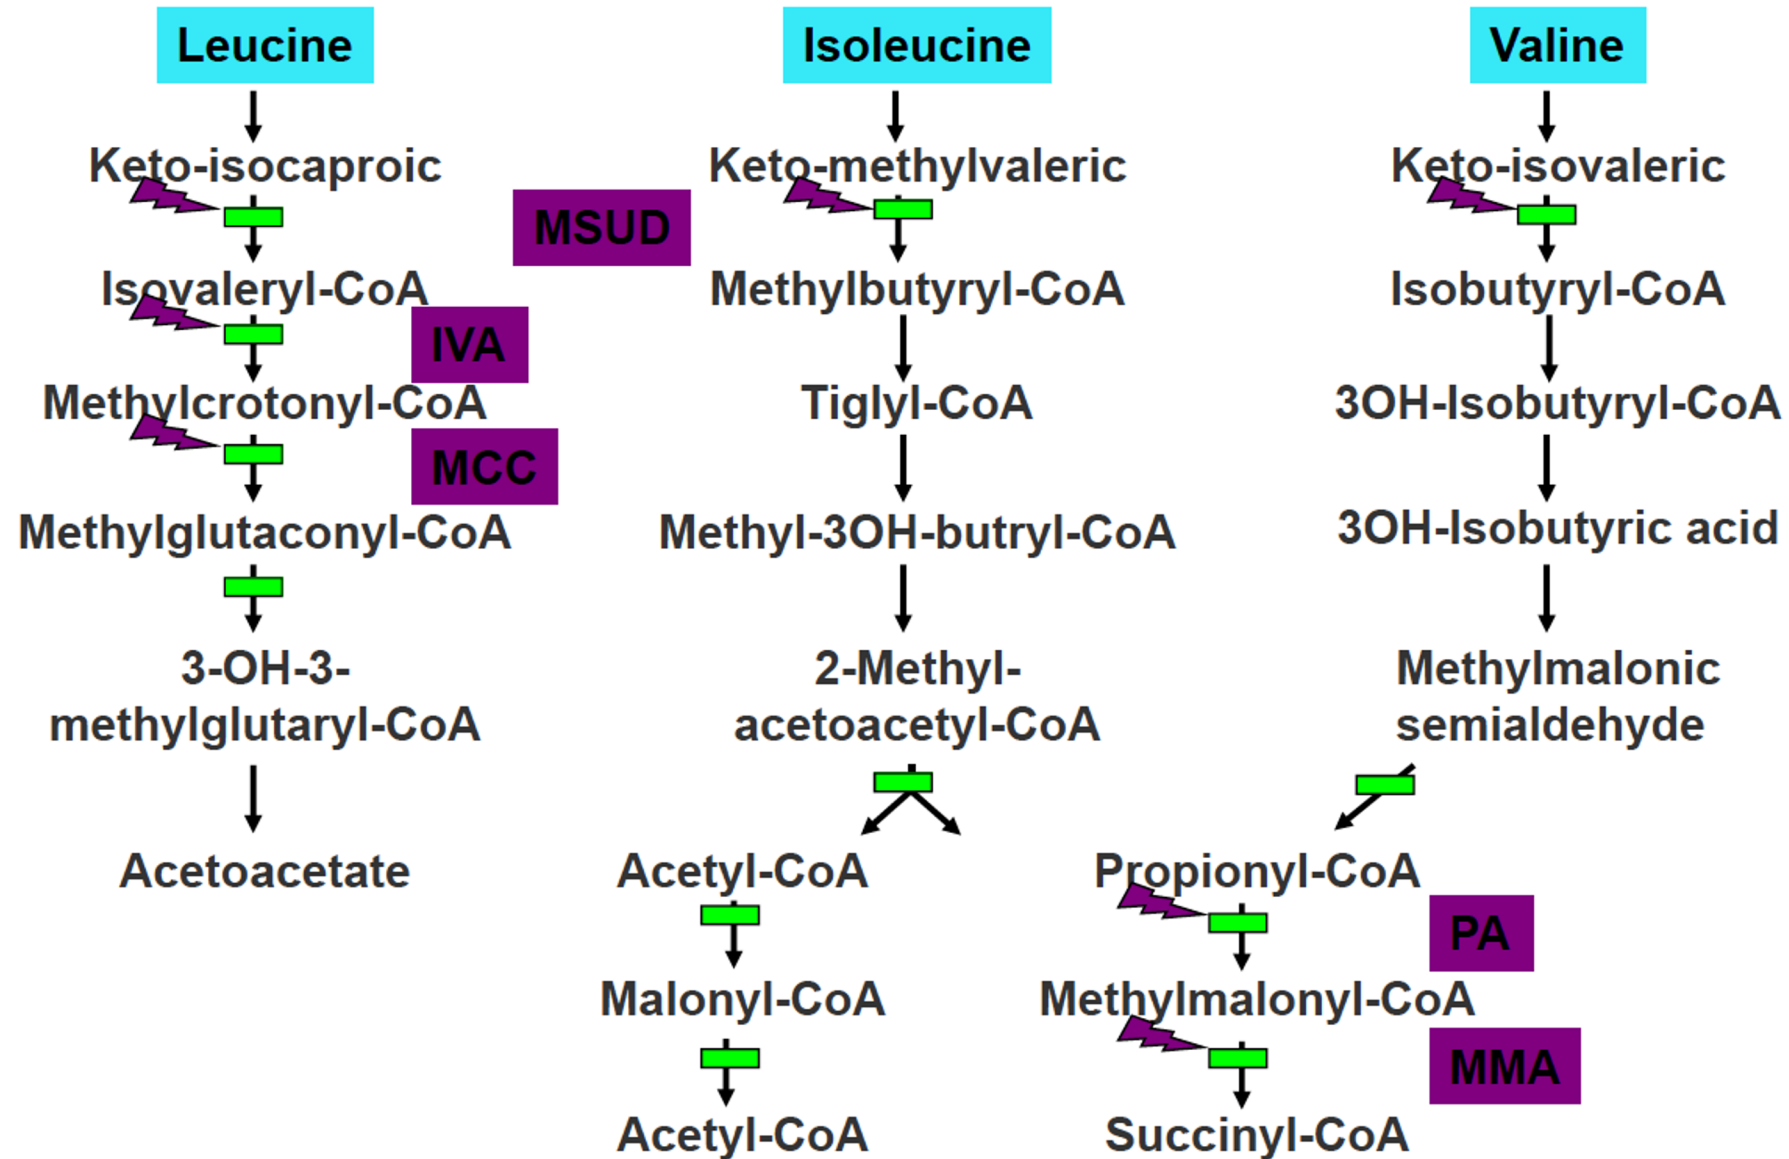 Leucine
Isoleucine
Valine
Keto-isocaproic
Keto-methylvaleric
Keto-isovaleric
MSUD
Isovaleryl-CoA
Methylbutyryl-CoA
Isobutyryl-CoA
IVA
Methylcrotonyl-CoA
Tiglyl-CoA
3OH-Isobutyryl-CoA
MCC
Methylglutaconyl-CoA
Methyl-3OH-butryl-CoA
3OH-Isobutyric acid
3-OH-3-
methylglutaryl-CoA
2-Methyl-
acetoacetyl-CoA
Methylmalonic
semialdehyde
Acetoacetate
Acetyl-CoA
Propionyl-CoA
PA
Malonyl-CoA
Methylmalonyl-CoA
MMA
Acetyl-CoA
Succinyl-CoA